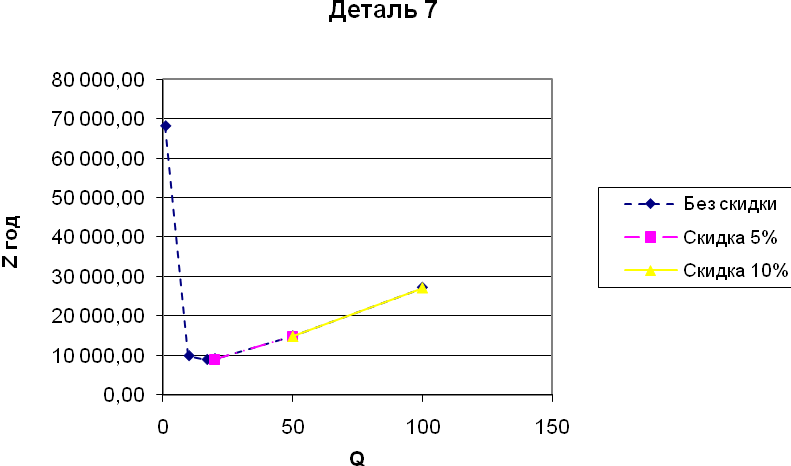 Деталь 7
80 000,00
70 000,00
60 000,00
50 000,00
40 000,00
30 000,00
20 000,00
10 000,00
0,00
Z год
0 50 100 150
Q
Без скидки
Скидка 5%
Скидка 10%